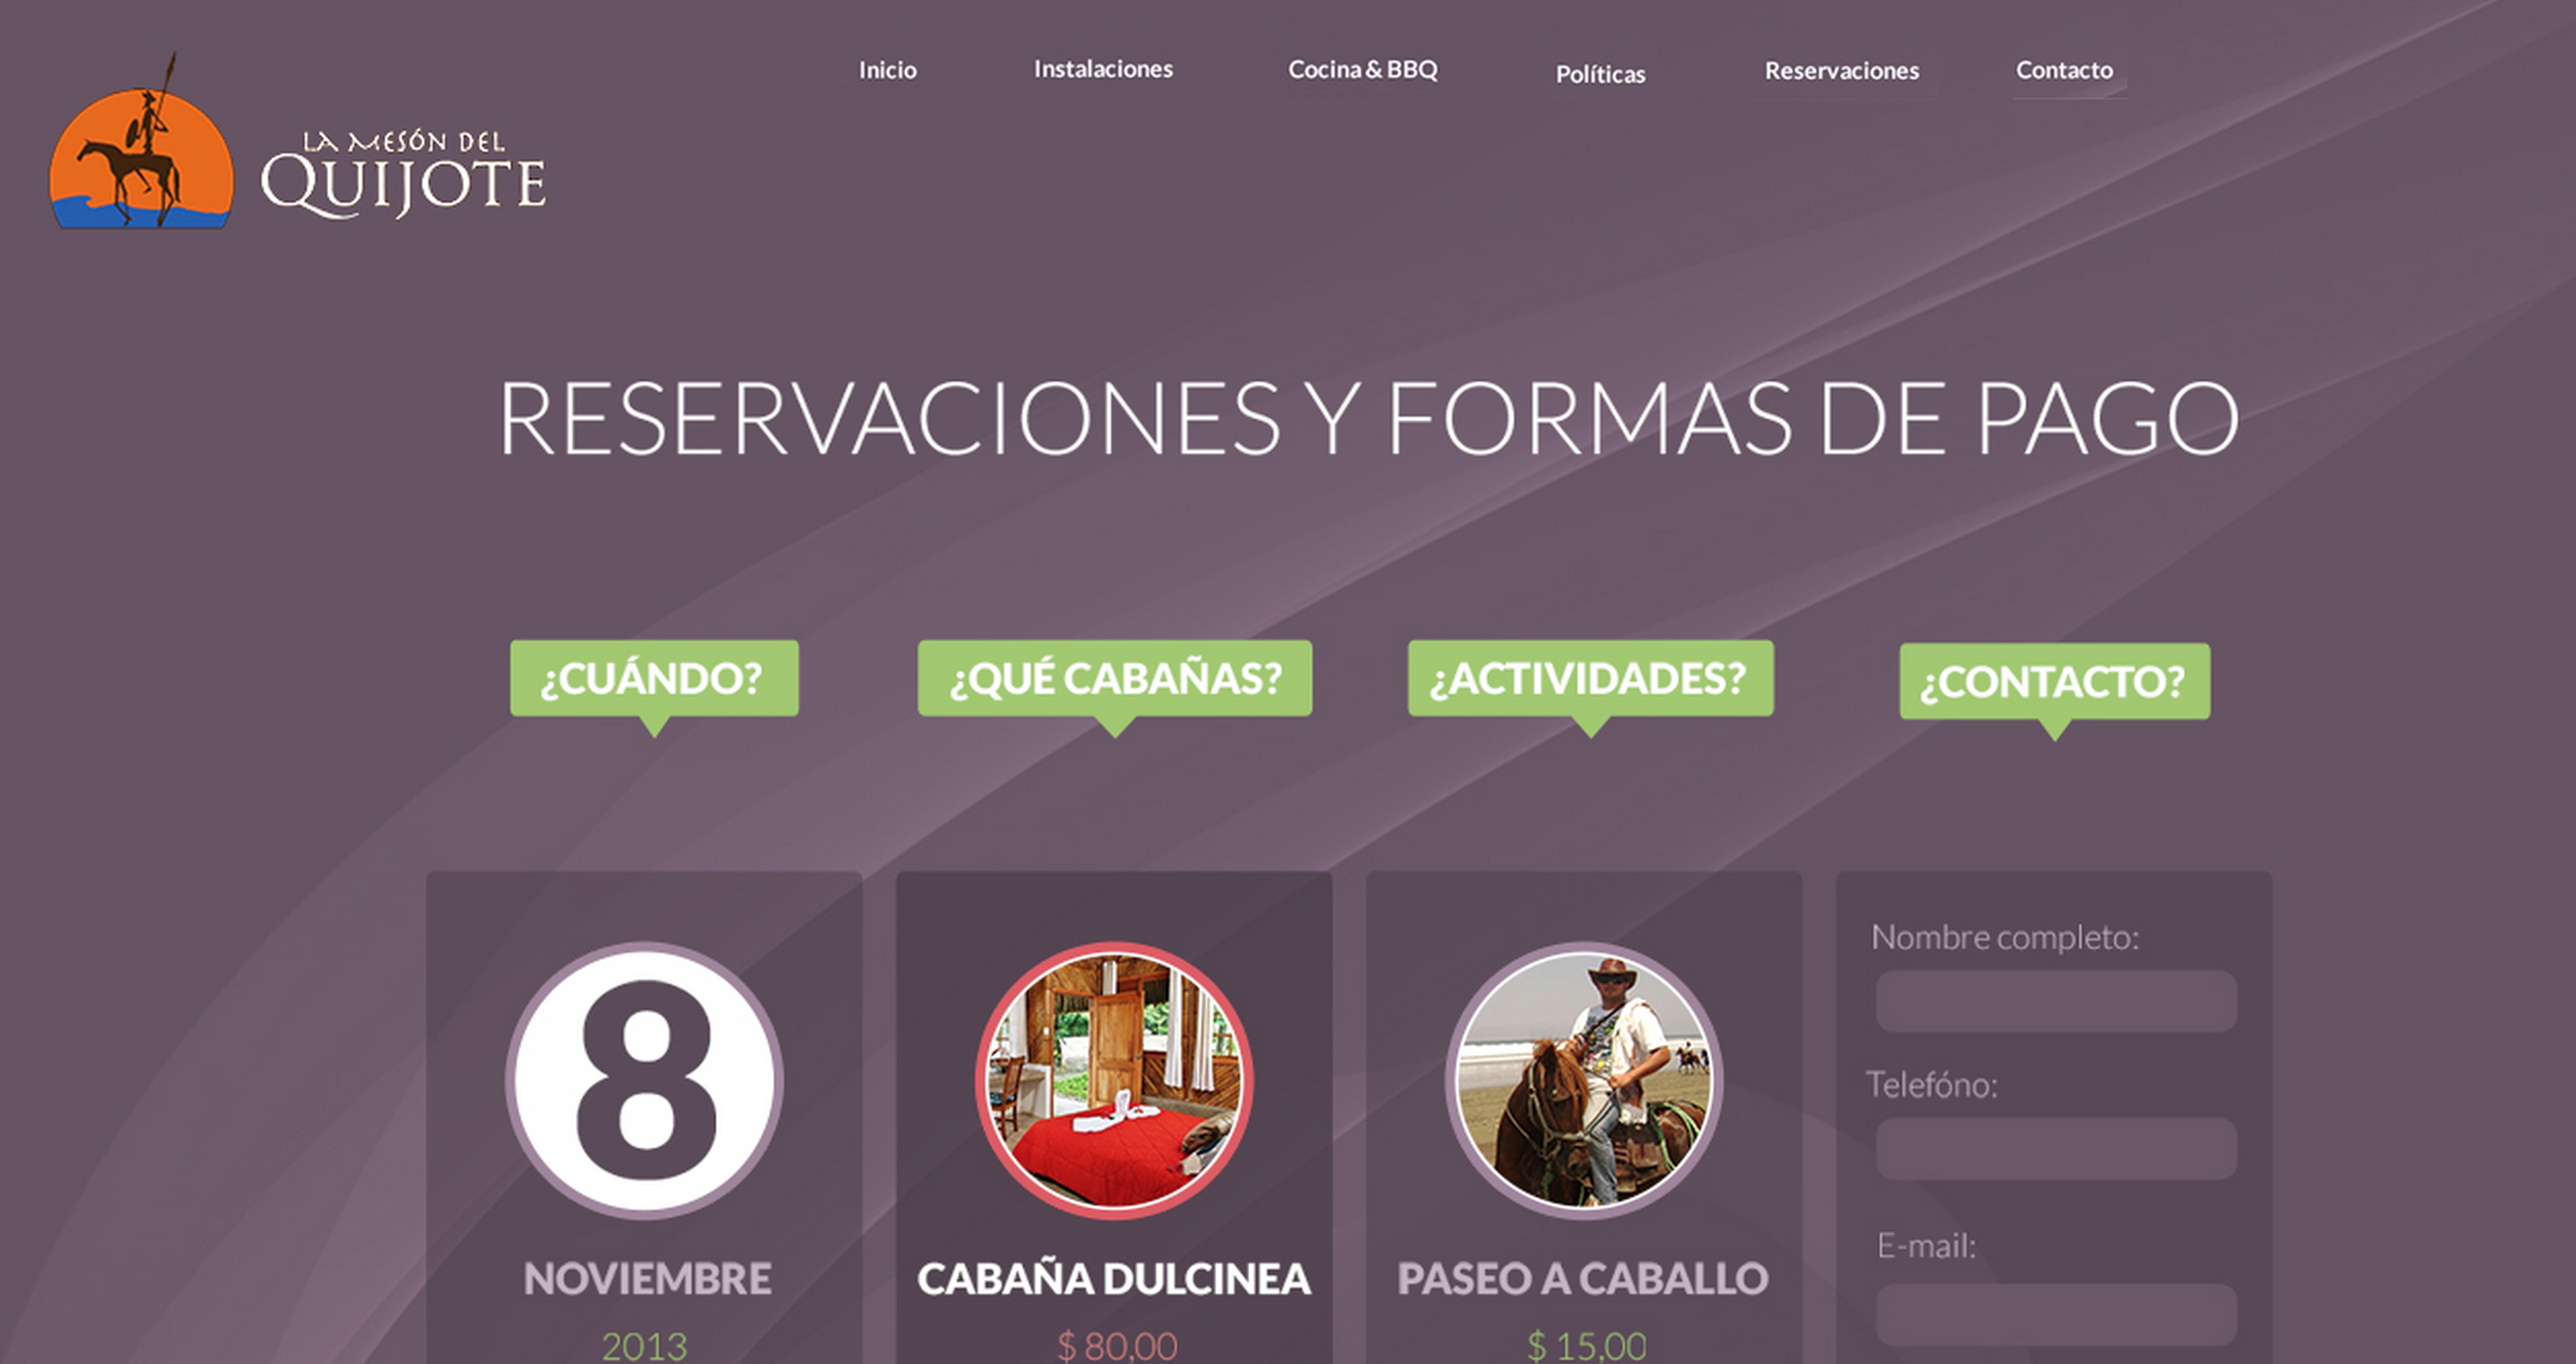 Inicio
Instalaciones
Cocina & BBQ
Políticas
Reservaciones
Contacto
LA MESÓN DEL
QUIJOTE
RESERVACIONES Y FORMAS DE PAGO
¿CUÁNDO?
¿QUÉ CABAÑAS?
¿ACTIVIDADES?
¿CONTACTO?
8
NOVIEMBRE
2013
CABAÑA DULCINEA
$ 80,00
PASEO A CABALLO
$ 15,00
Nombre completo:
Telefóno:
E-mail: